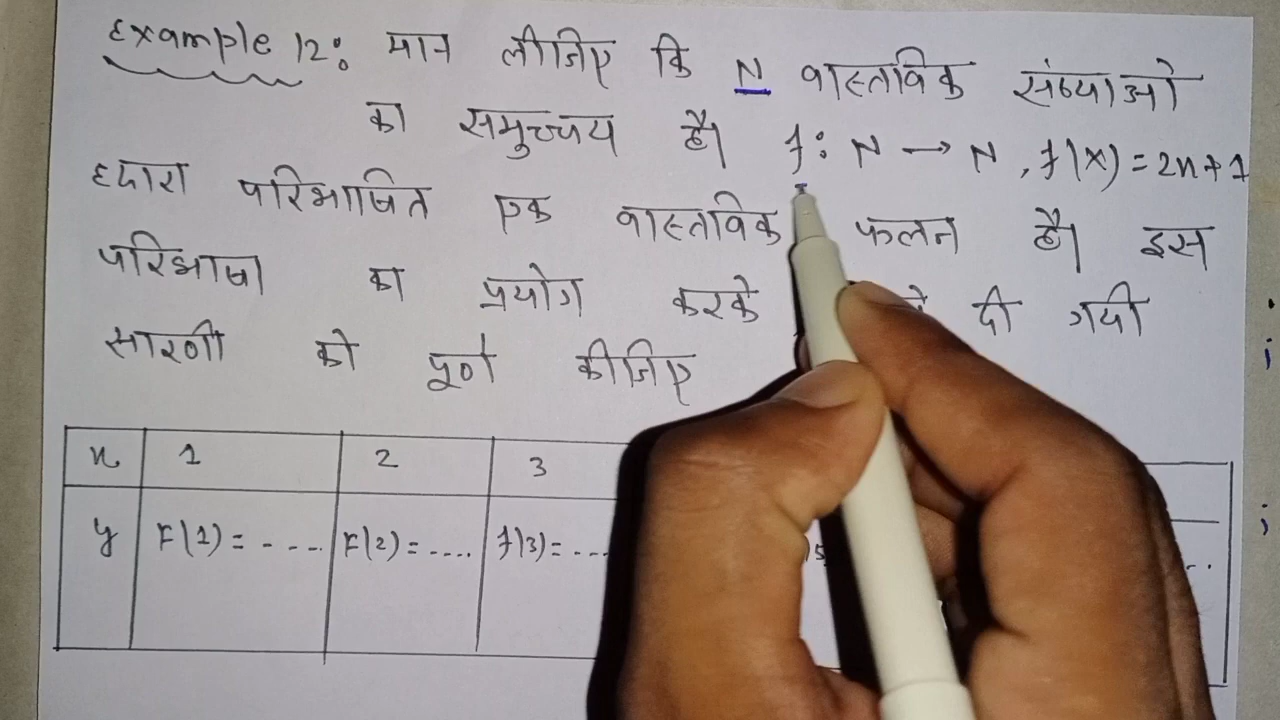 Example 12: मान लीजिए कि N वास्तविक संख्याओ
का समुच्चय है। f: N → N , f(x) = 2x+1
द्दारा परिभाषित एक वास्तविक फलन है। इस
परिभाषा का प्रयोग करके दी गयी
सारणी को पूर्ण कीजिए
x 1 2 3
y F(1) = - - - - F(2) = .... f(3) = ...